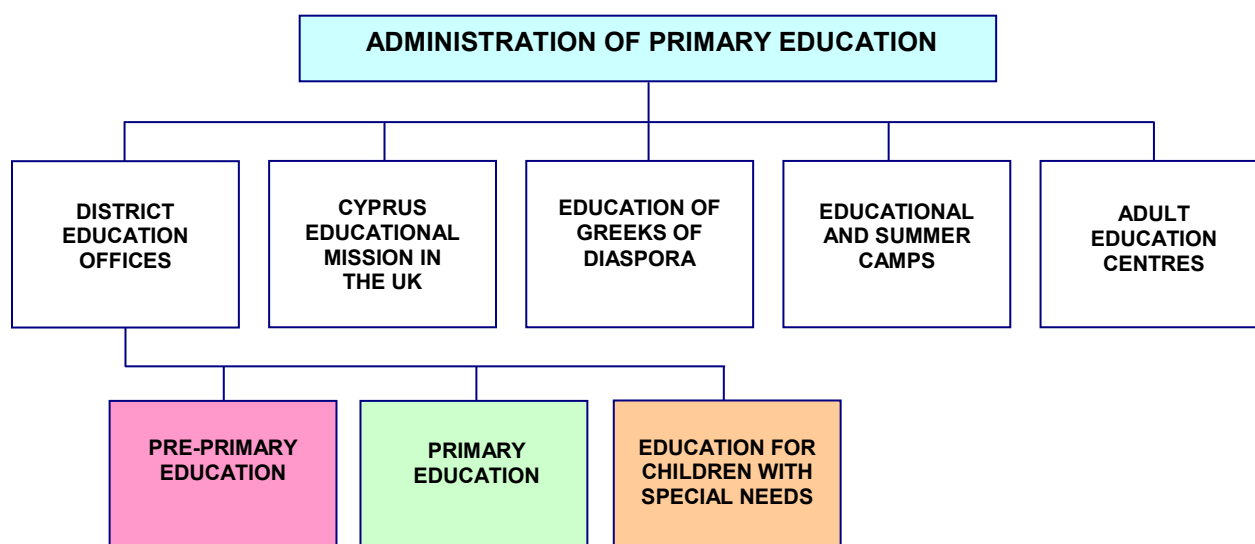 ADMINISTRATION OF PRIMARY EDUCATION
DISTRICT
EDUCATION
OFFICES
CYPRUS
EDUCATIONAL
MISSION IN
THE UK
EDUCATION OF
GREEKS OF
DIASPORA
EDUCATIONAL
AND SUMMER
CAMPS
ADULT
EDUCATION
CENTRES
PRE-PRIMARY
EDUCATION
PRIMARY
EDUCATION
EDUCATION FOR
CHILDREN WITH
SPECIAL NEEDS